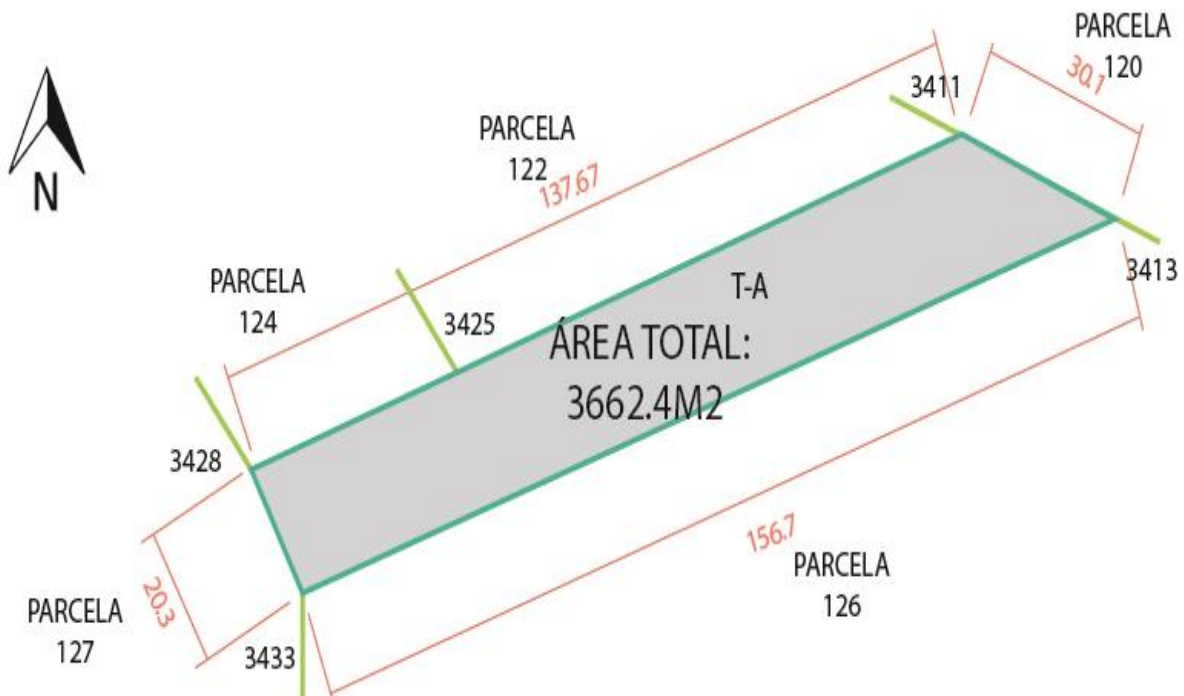 PARCELA
120
30.1
3411
PARCELA
122
137.67
N
PARCELA
124
3425
T-A
3413
ÁREA TOTAL:
3662.4M2
3428
156.7
PARCELA
126
20.3
PARCELA
127
3433